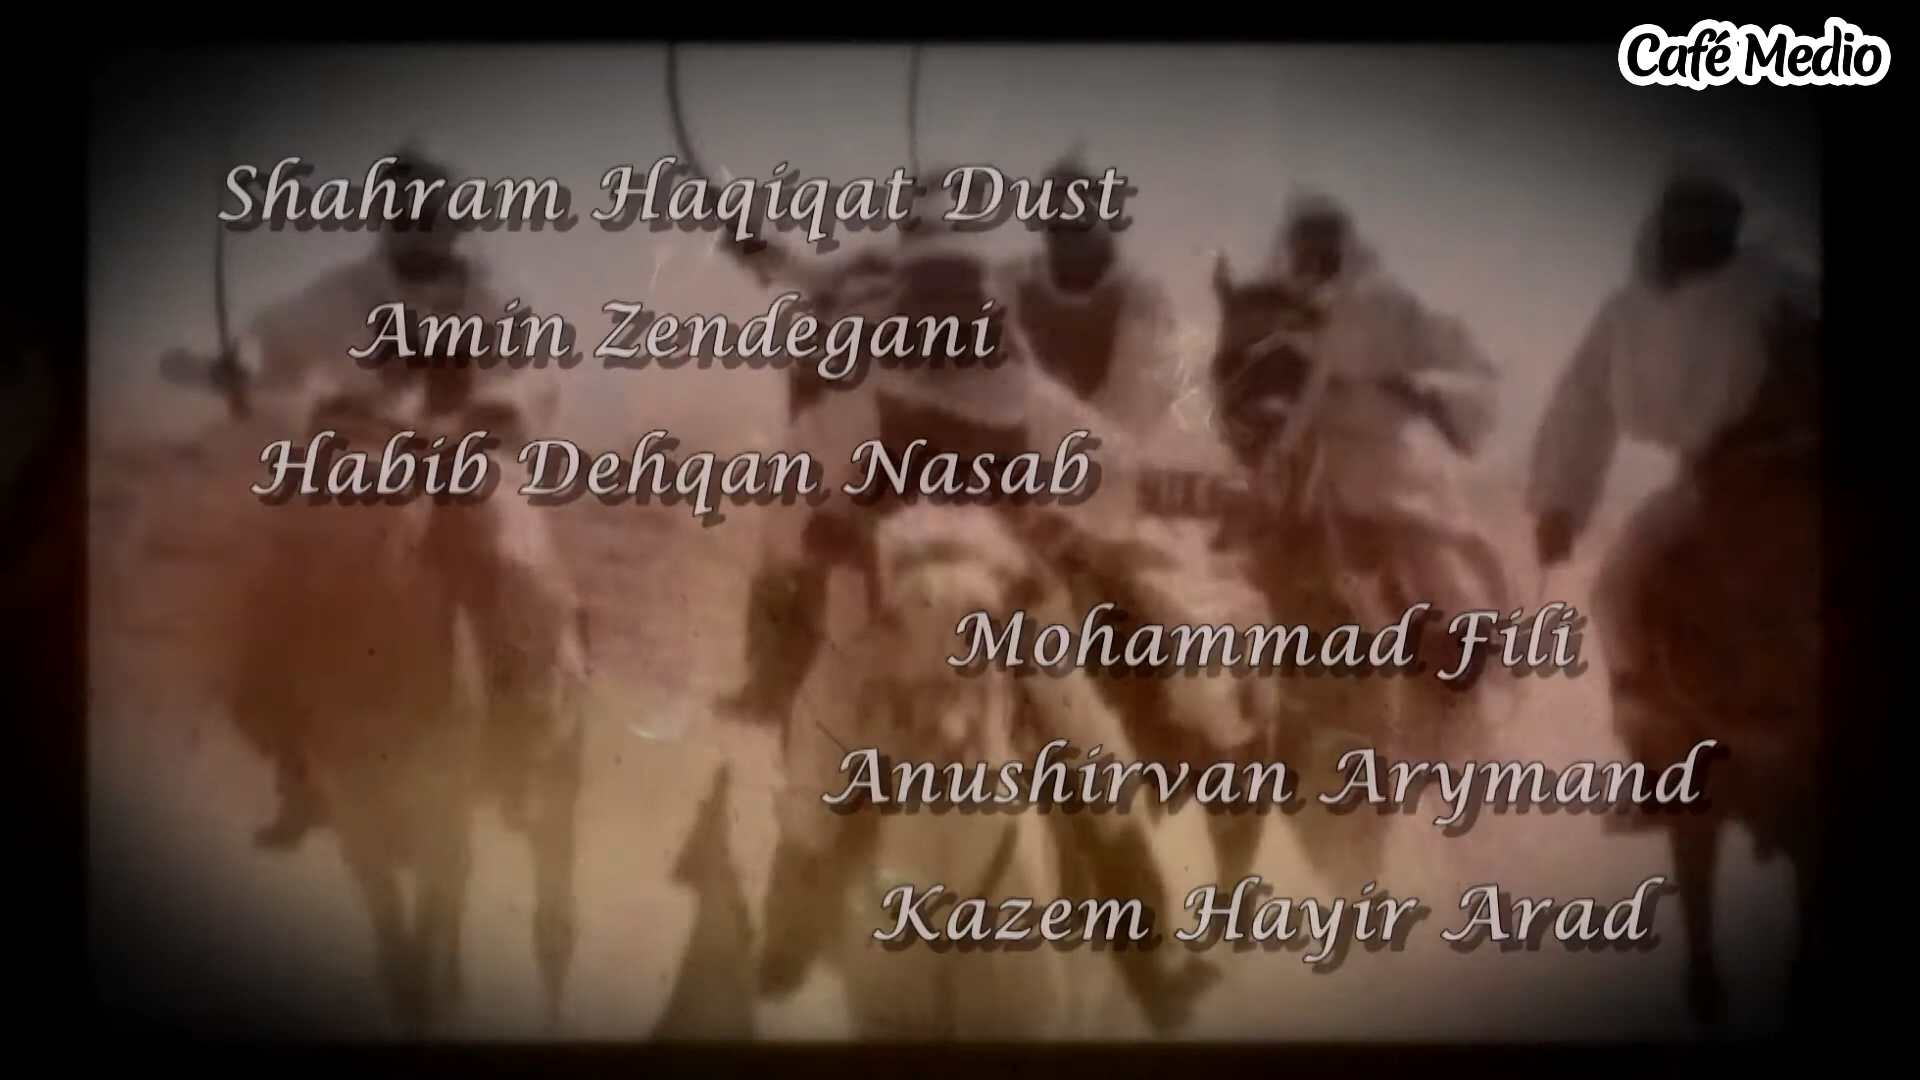 Café Medio
Shahram Haqiqat Dust
Amin Zendegani
Habib Dehqan Nasab
Mohammad Fili
Anushirvan Arymand
Kazem Hayir Arad